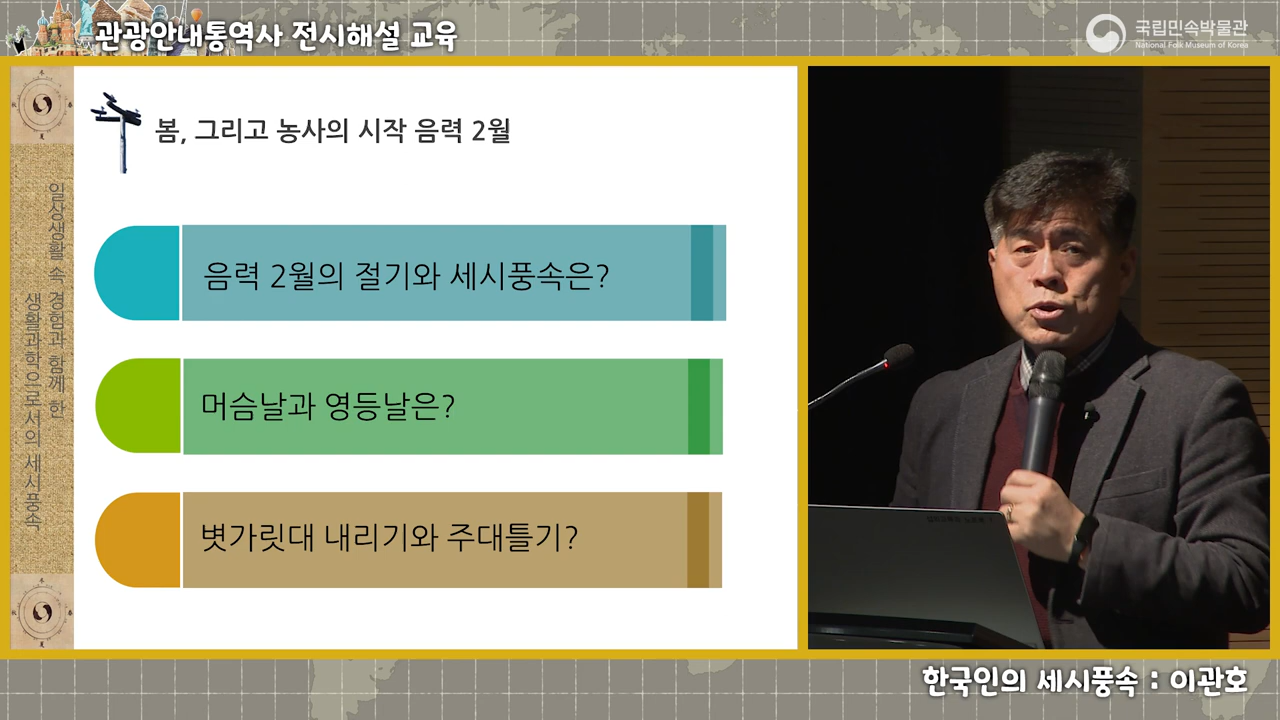 관광안내통역사 전시해설 교육
국립민속박물관
National Folk Museum of Korea
일상생활 속 경험과 함께 한
생활과학으로서의 세시풍속
봄, 그리고 농사의 시작 음력 2월
음력 2월의 절기와 세시풍속은?
머슴날과 영등날은?
볏가릿대 내리기와 주대틀기?
한국인의 세시풍속 : 이관호